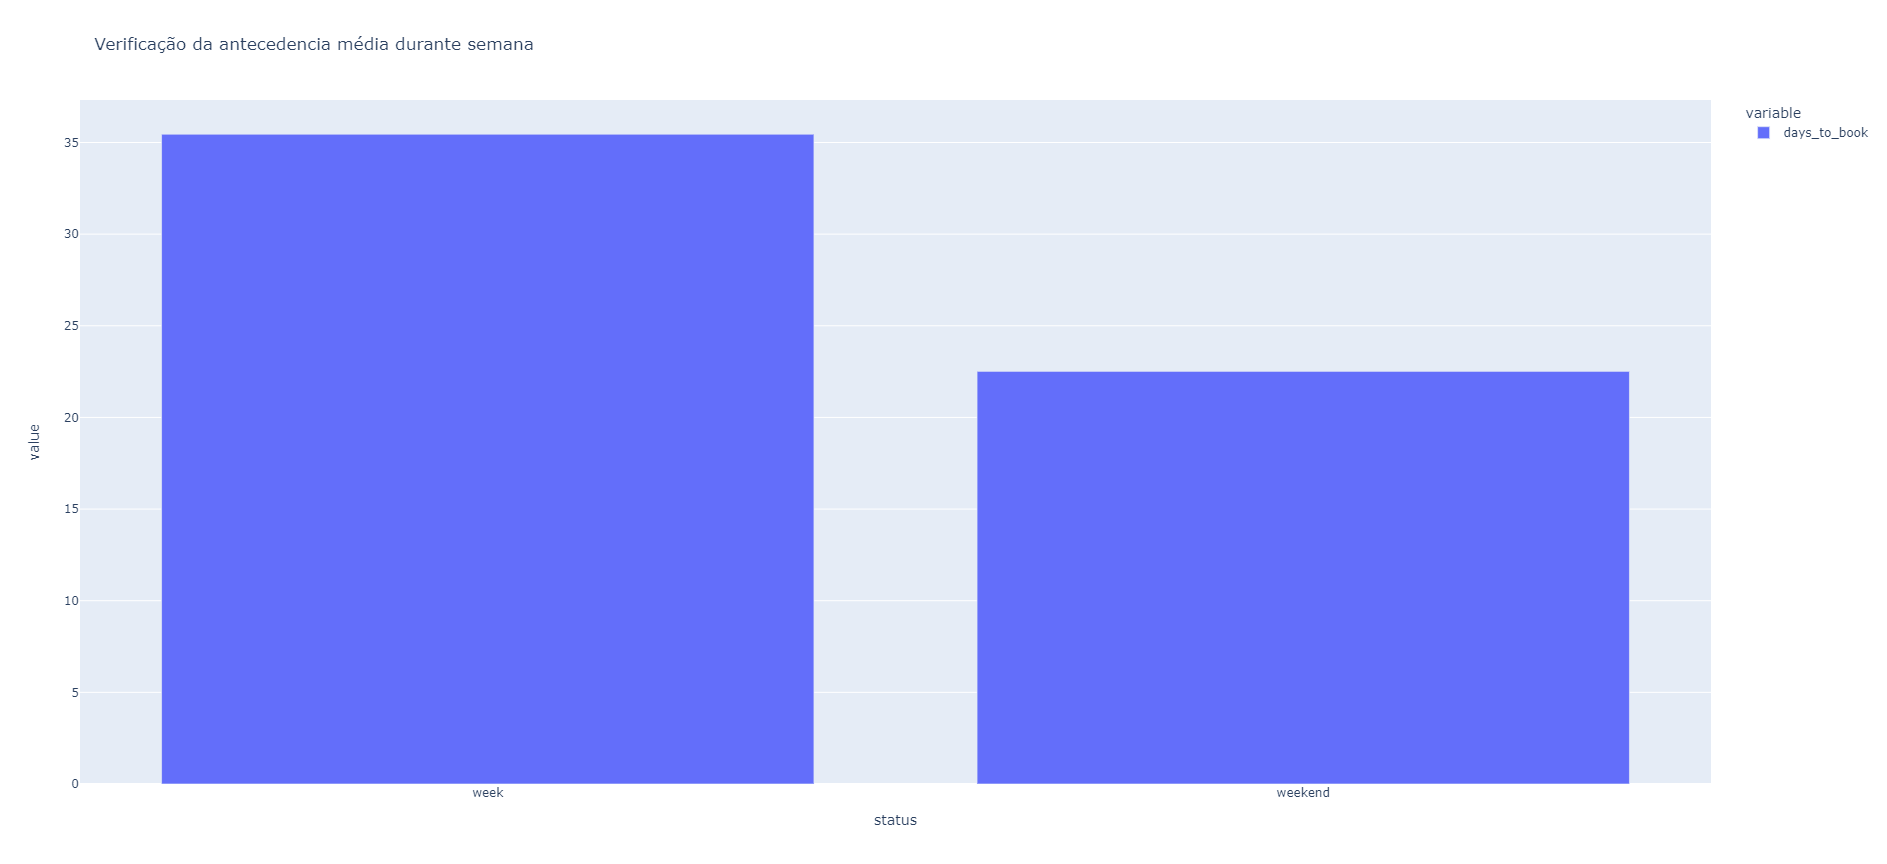 Verificação da antecedencia média durante semana
variable
days_to_book
35
30
25
20
15
10
5
0
value
week
weekend
status